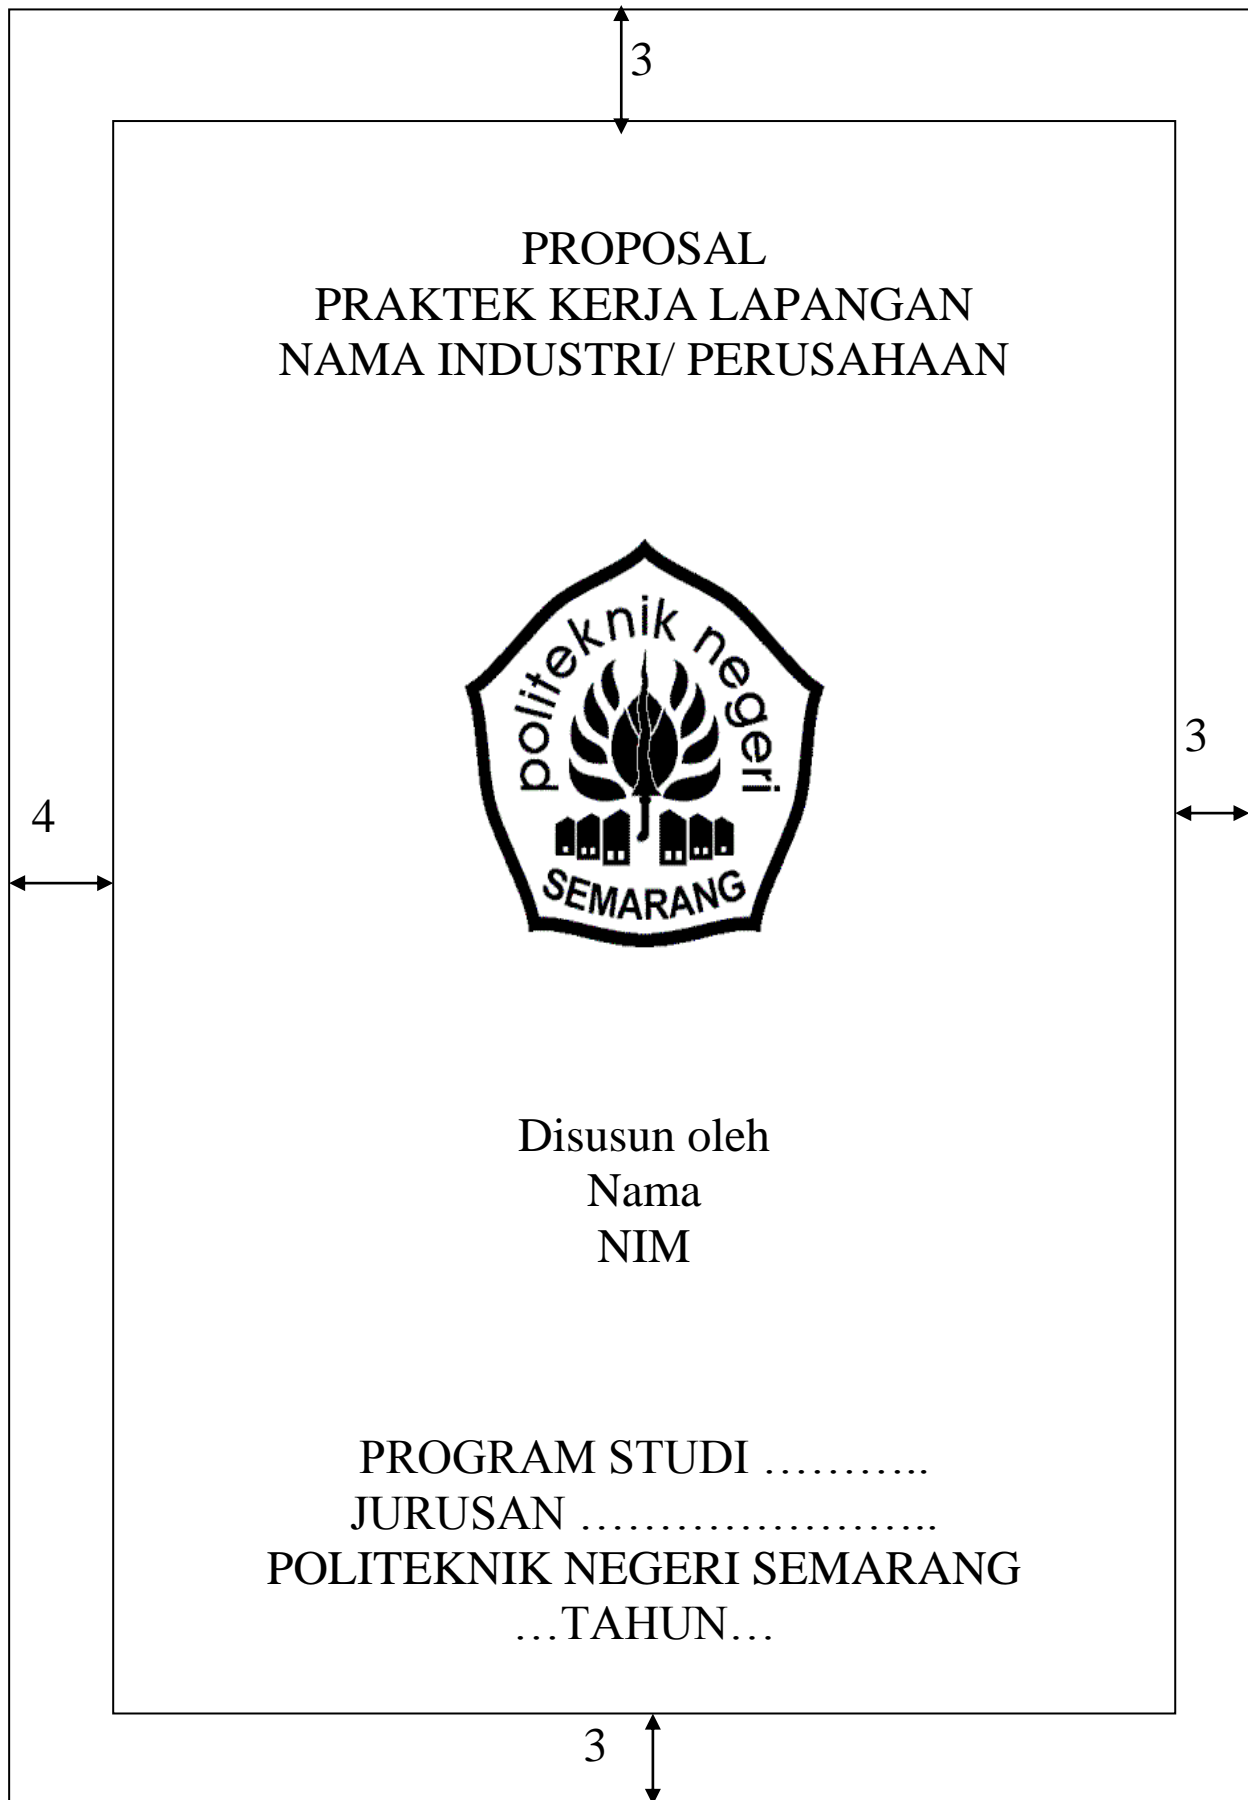 3
PROPOSAL
PRAKTEK KERJA LAPANGAN
NAMA INDUSTRI/ PERUSAHAAN
politeknik negeri
SEMARANG
3
4
Disusun oleh
Nama
NIM
PROGRAM STUDI ………..
JURUSAN …………………..
POLITEKNIK NEGERI SEMARANG
…TAHUN…
3